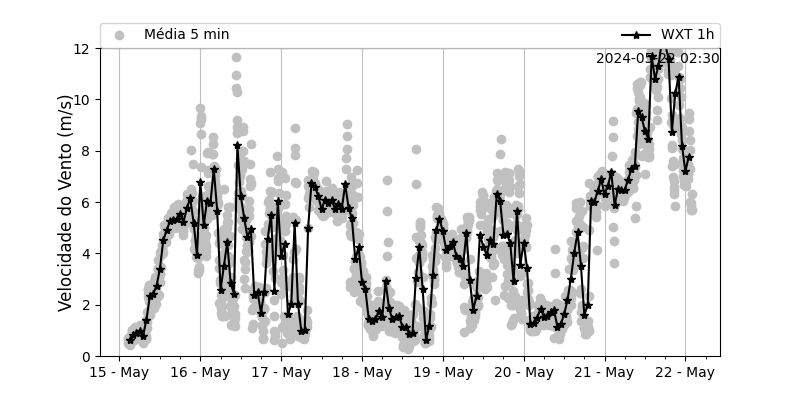 Média 5 min
WXT 1h
2024-05-22 02:30
Velocidade do Vento (m/s)
12
10
8
6
4
2
0
15 - May
16 - May
17 - May
18 - May
19 - May
20 - May
21 - May
22 - May